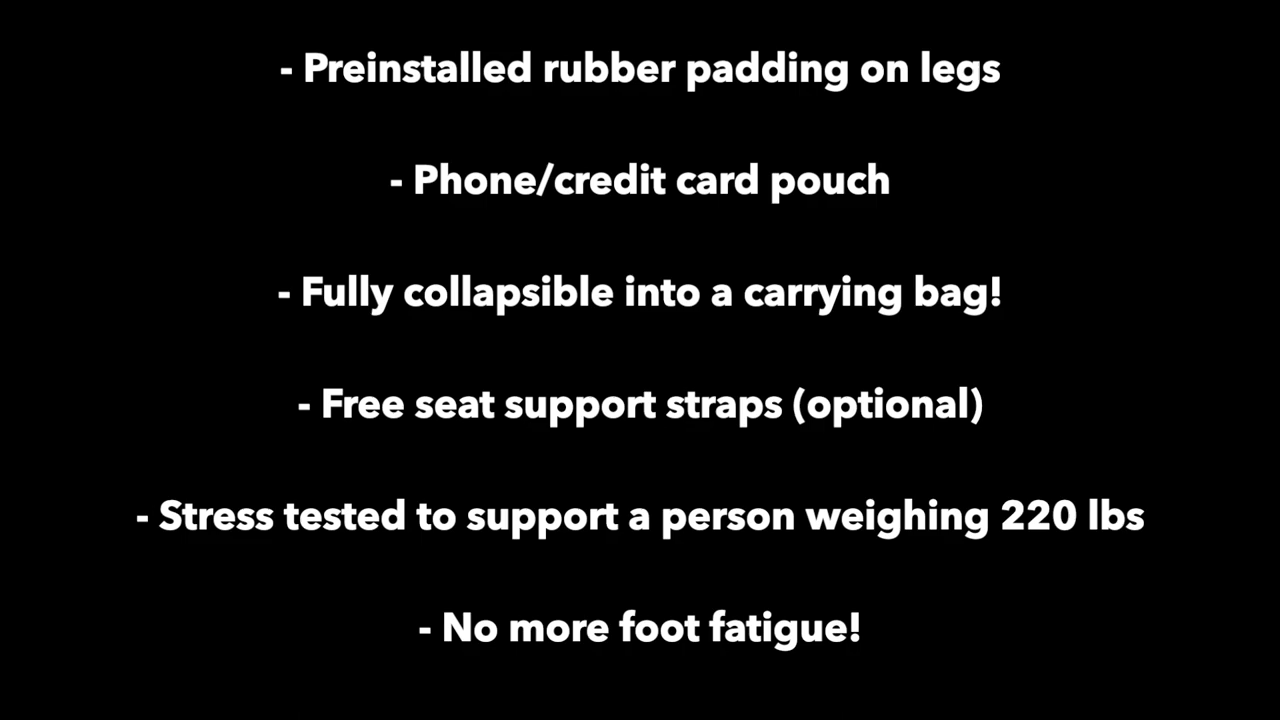 - Preinstalled rubber padding on legs
- Phone/credit card pouch
- Fully collapsible into a carrying bag!
- Free seat support straps (optional)
- Stress tested to support a person weighing 220 lbs
- No more foot fatigue!